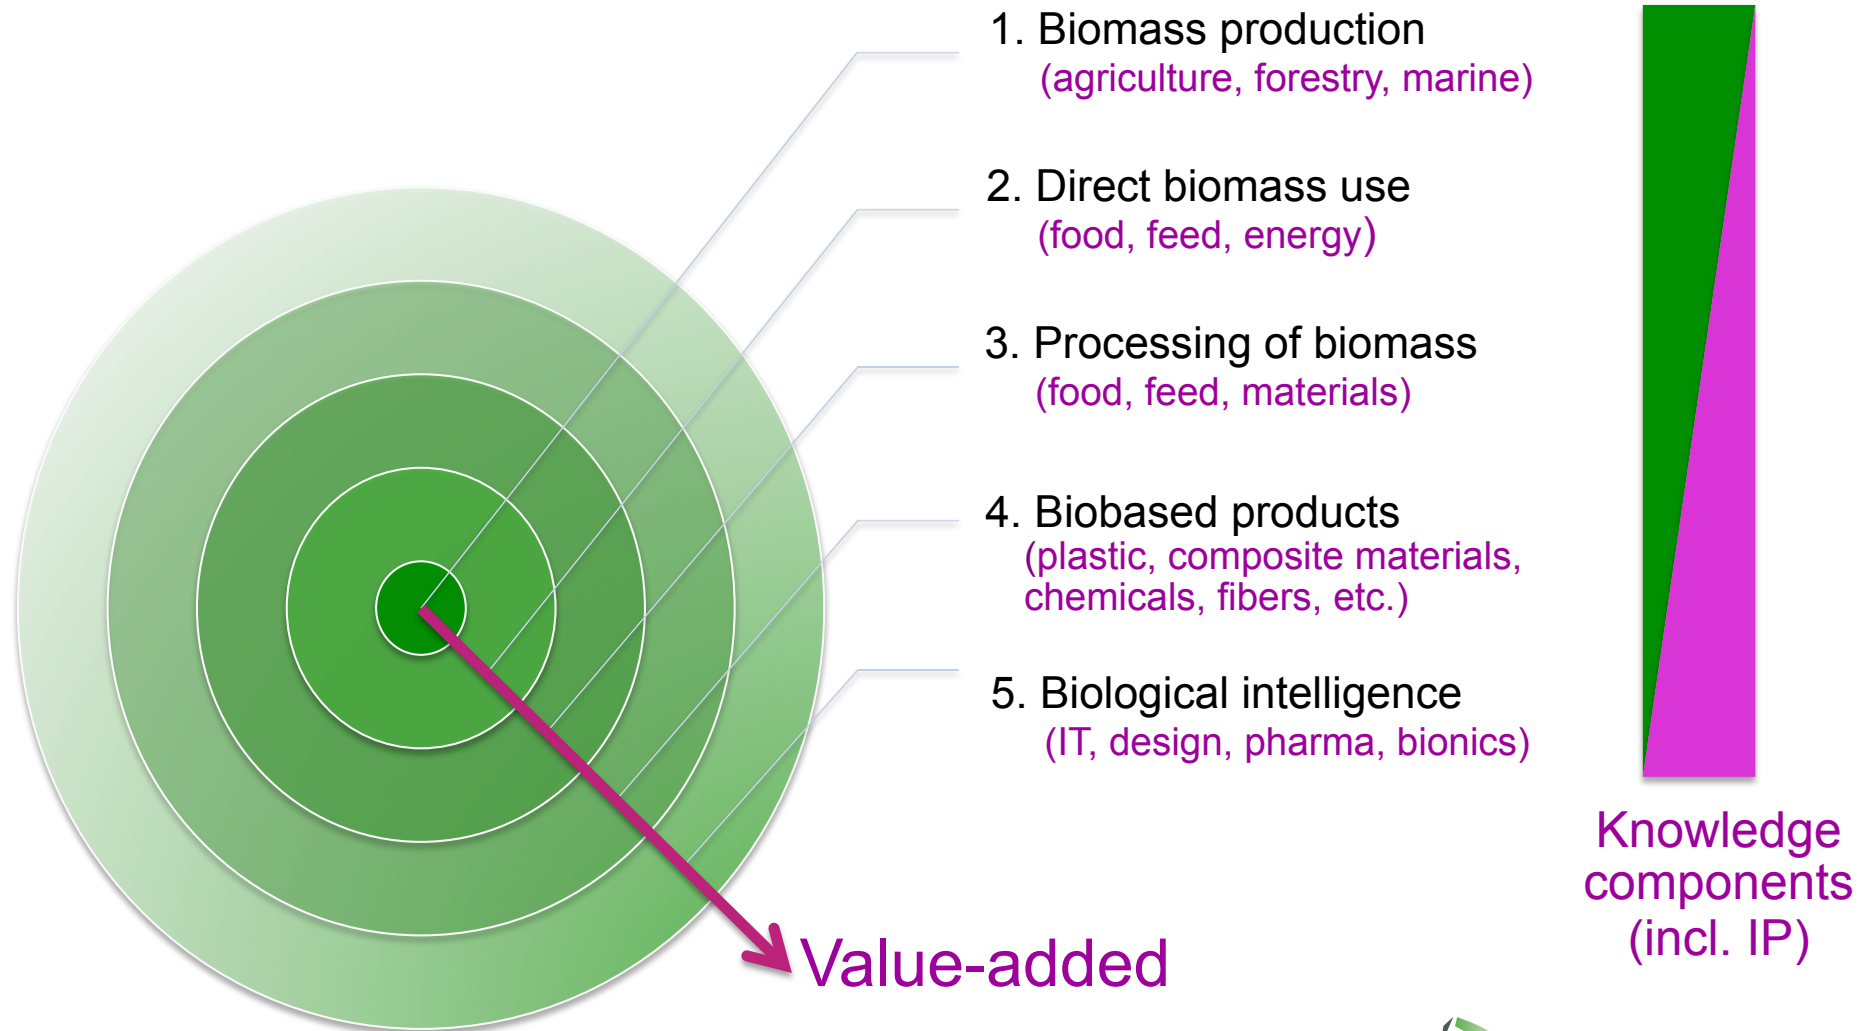 1. Biomass production
(agriculture, forestry, marine)
2. Direct biomass use
(food, feed, energy)
3. Processing of biomass
(food, feed, materials)
4. Biobased products
(plastic, composite materials,
chemicals, fibers, etc.)
5. Biological intelligence
(IT, design, pharma, bionics)
Knowledge
components
(incl. IP)
Value-added